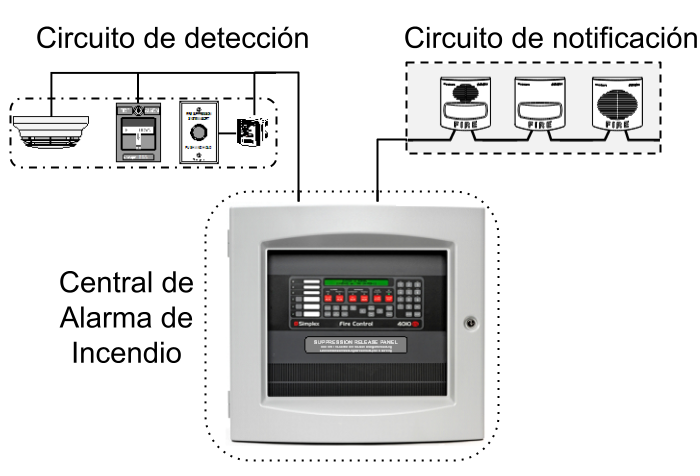 Circuito de detección
Circuito de notificación
FIRE
FIRE
FIRE
Central de
Alarma de
Incendio
Simplex
Fire Control
4010
SUPPRESSION RELEASE PANEL